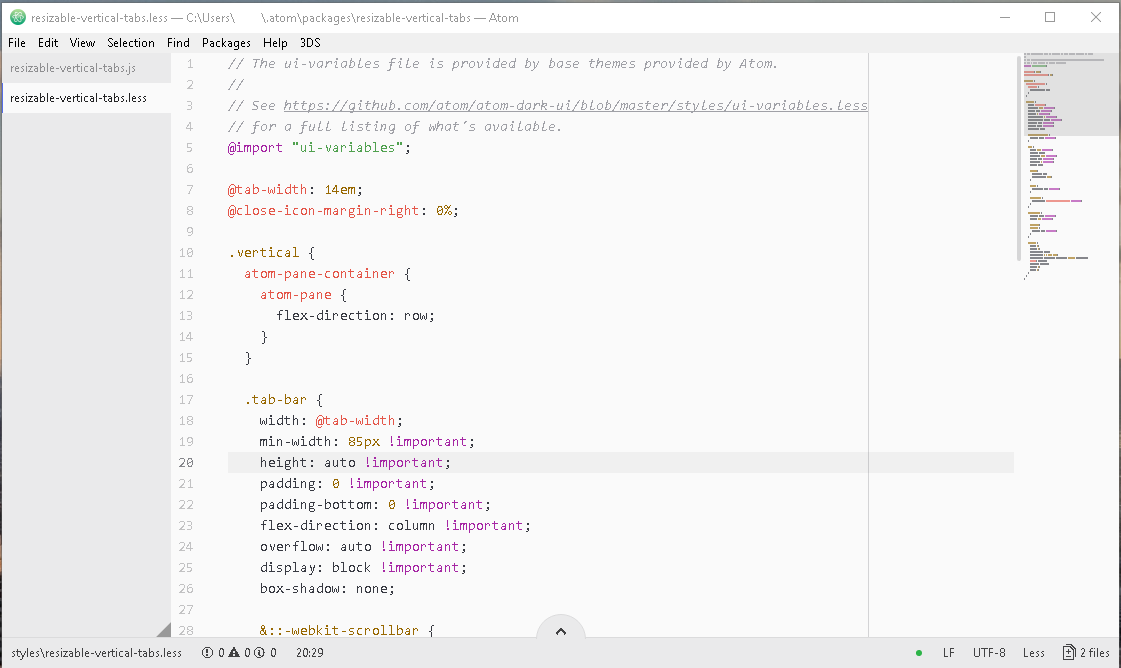 resizable-vertical-tabs.less — C:\Users\ \.atom\packages\resizable-vertical-tabs — Atom
File Edit View Selection Find Packages Help 3DS
resizable-vertical-tabs.js
resizable-vertical-tabs.less
1 // The ui-variables file is provided by base themes provided by Atom.
2 //
3 // See https://github.com/atom/atom-dark-ui/blob/master/styles/ui-variables.less
4 // for a full listing of what's available.
5 @import "ui-variables";
6
7 @tab-width: 14em;
8 @close-icon-margin-right: 0%;
9
10 .vertical {
11 atom-pane-container {
12 atom-pane {
13 flex-direction: row;
14 }
15 }
16
17 .tab-bar {
18 width: @tab-width;
19 min-width: 85px !important;
20 height: auto !important;
21 padding: 0 !important;
22 padding-bottom: 0 !important;
23 flex-direction: column !important;
24 overflow: auto !important;
25 display: block !important;
26 box-shadow: none;
27
28 &::-webkit-scrollbar {
styles\resizable-vertical-tabs.less 0 0 0 20:29 LF UTF-8 Less 2 files